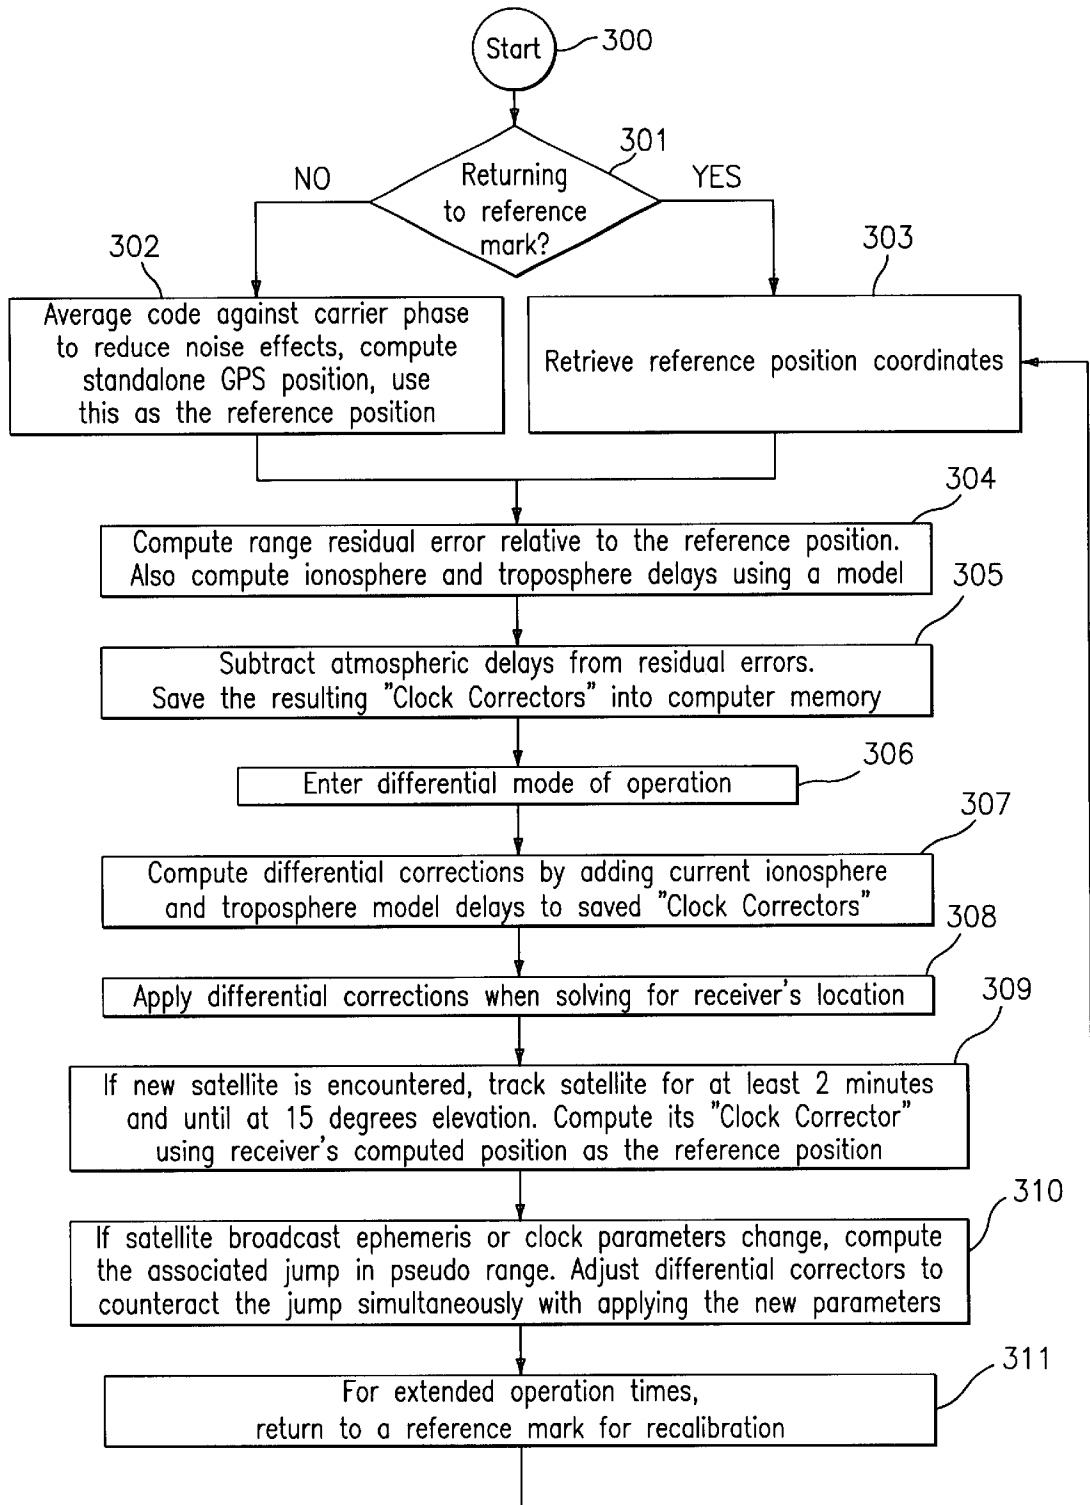 Start
300
301
Returning
to reference
mark?
NO
YES
302
303
Average code against carrier phase
to reduce noise effects, compute
standalone GPS position, use
this as the reference position
Retrieve reference position coordinates
304
Compute range residual error relative to the reference position.
Also compute ionosphere and troposphere delays using a model
305
Subtract atmospheric delays from residual errors.
Save the resulting "Clock Correctors" into computer memory
306
Enter differential mode of operation
307
Compute differential corrections by adding current ionosphere
and troposphere model delays to saved "Clock Correctors"
308
Apply differential corrections when solving for receiver's location
309
If new satellite is encountered, track satellite for at least 2 minutes
and until at 15 degrees elevation. Compute its "Clock Corrector"
using receiver's computed position as the reference position
310
If satellite broadcast ephemeris or clock parameters change, compute
the associated jump in pseudo range. Adjust differential correctors to
counteract the jump simultaneously with applying the new parameters
311
For extended operation times,
return to a reference mark for recalibration